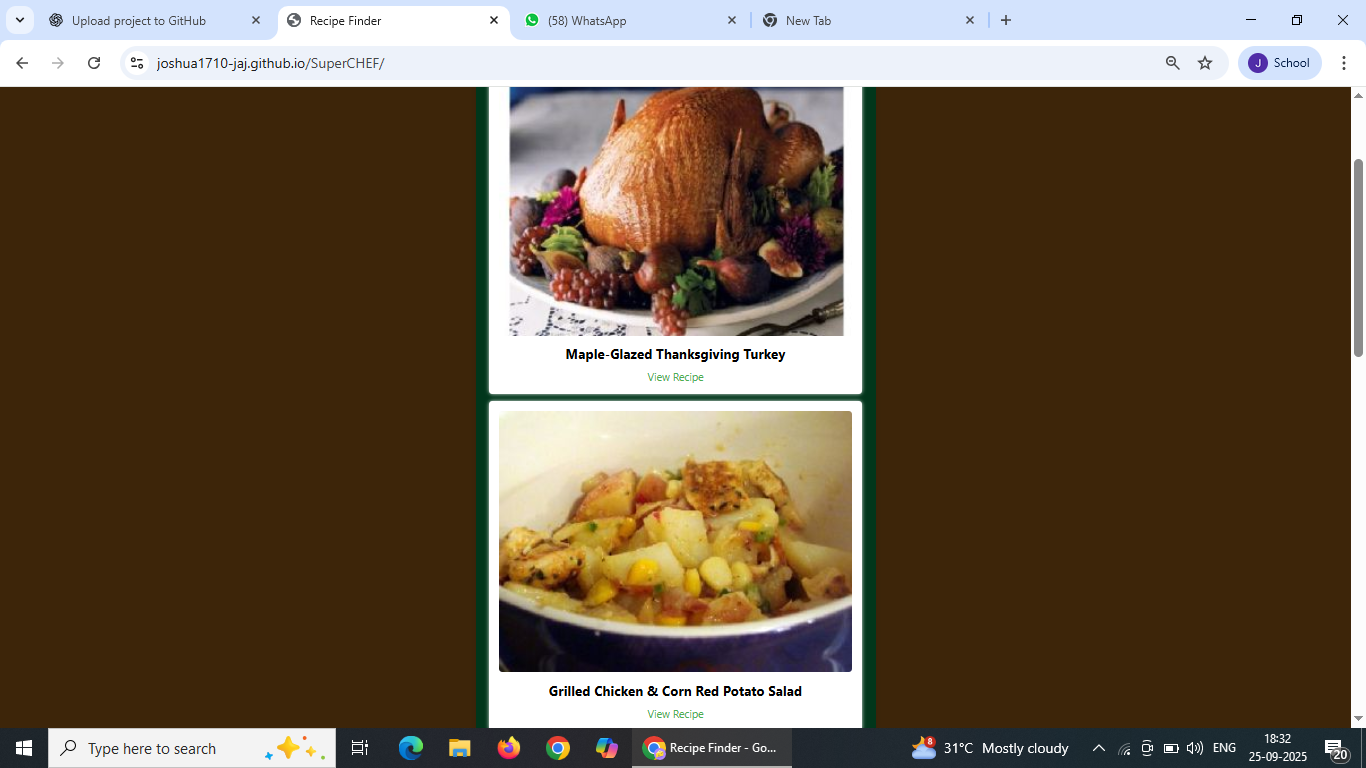 Upload project to GitHub
Recipe Finder
(58) WhatsApp
New Tab
joshua1710-jaj.github.io/SuperCHEF/
J
School
Maple-Glazed Thanksgiving Turkey
View Recipe
Grilled Chicken & Corn Red Potato Salad
View Recipe
Type here to search
Recipe Finder - Go...
8
31°C Mostly cloudy
ENG
18:32
25-09-2025
20